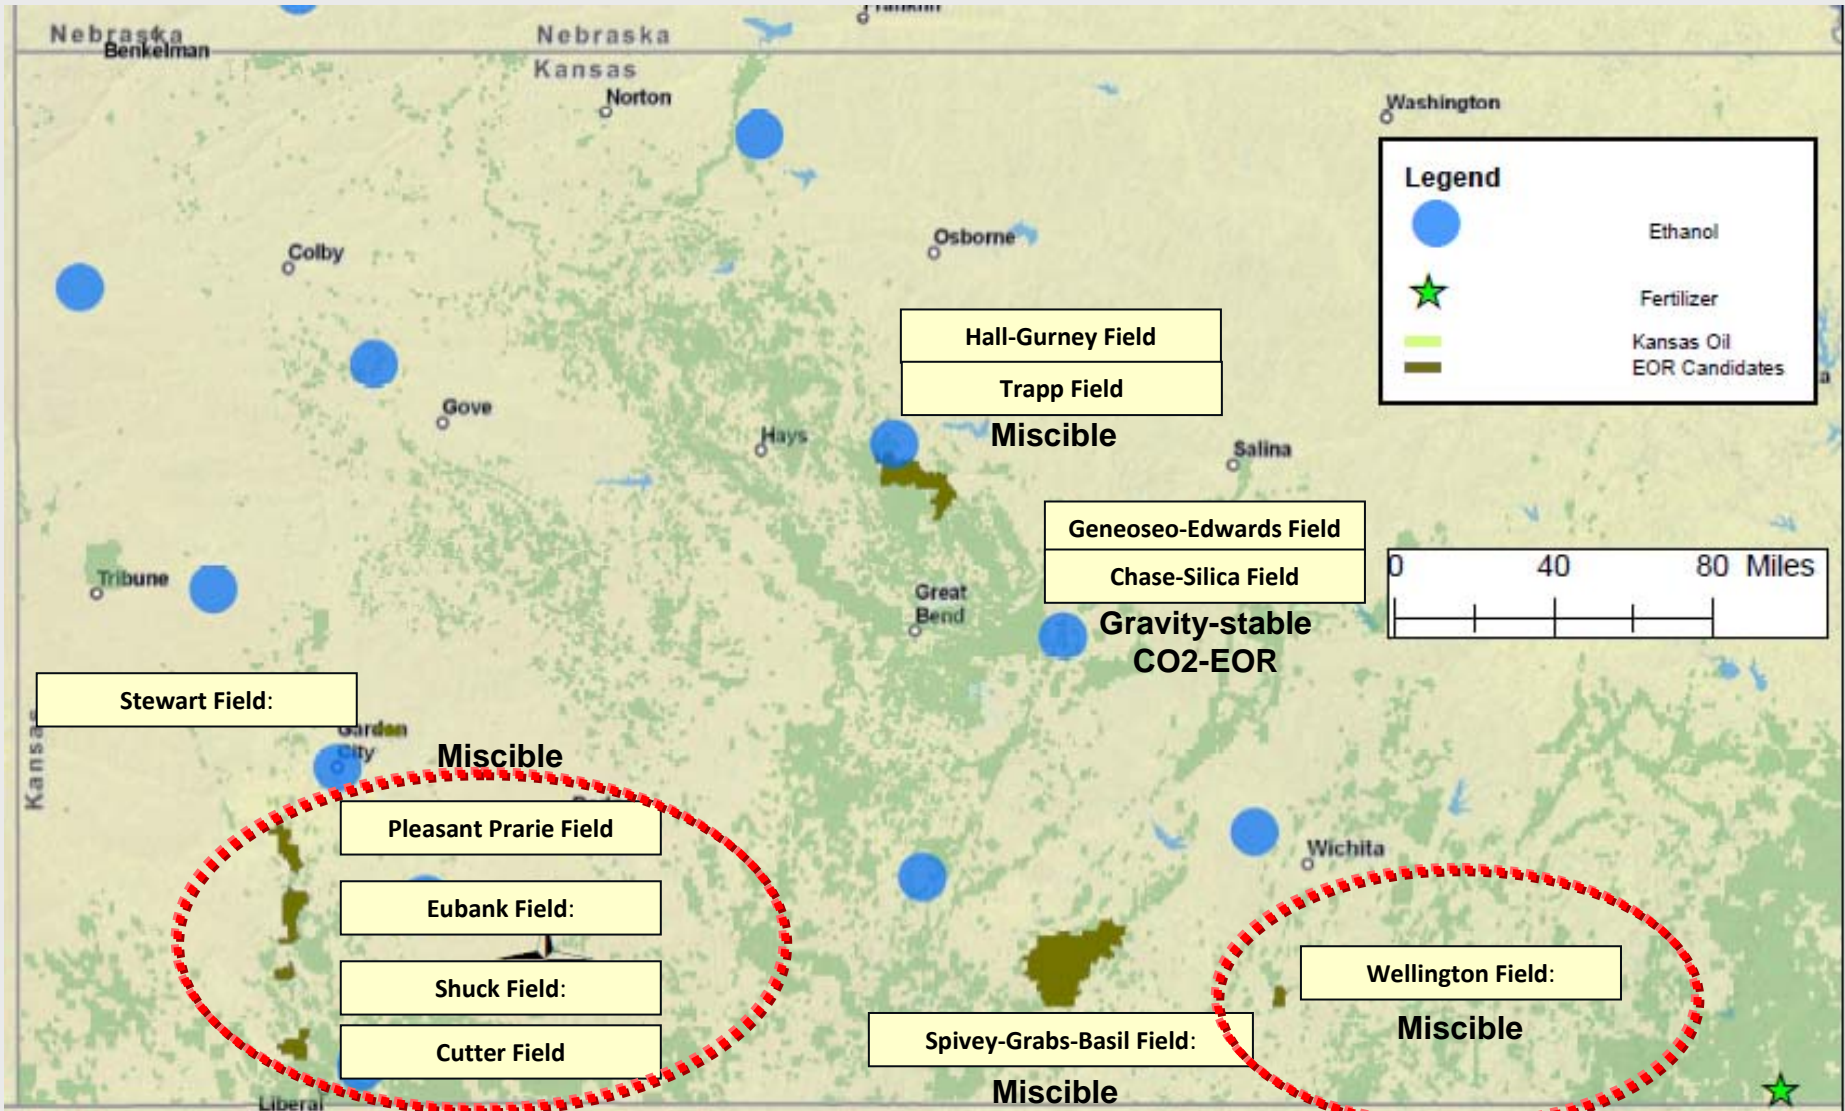 Franklin
Nebraska
Benkelman
Nebraska
Kansas
Norton
Washington
Legend
Ethanol
Fertilizer
Kansas Oil
EOR Candidates
Colby
Osborne
Hall-Gurney Field
Trapp Field
Miscible
Gove
Hays
Salina
Geneoseo-Edwards Field
Chase-Silica Field
Gravity-stable
CO2-EOR
0 40 80 Miles
Tribune
Great
Bend
Stewart Field:
Garden
City
Kansas
Miscible
Pleasant Prarie Field
Eubank Field:
Shuck Field:
Cutter Field
Liberal
Wichita
Wellington Field:
Miscible
Spivey-Grabs-Basil Field:
Miscible